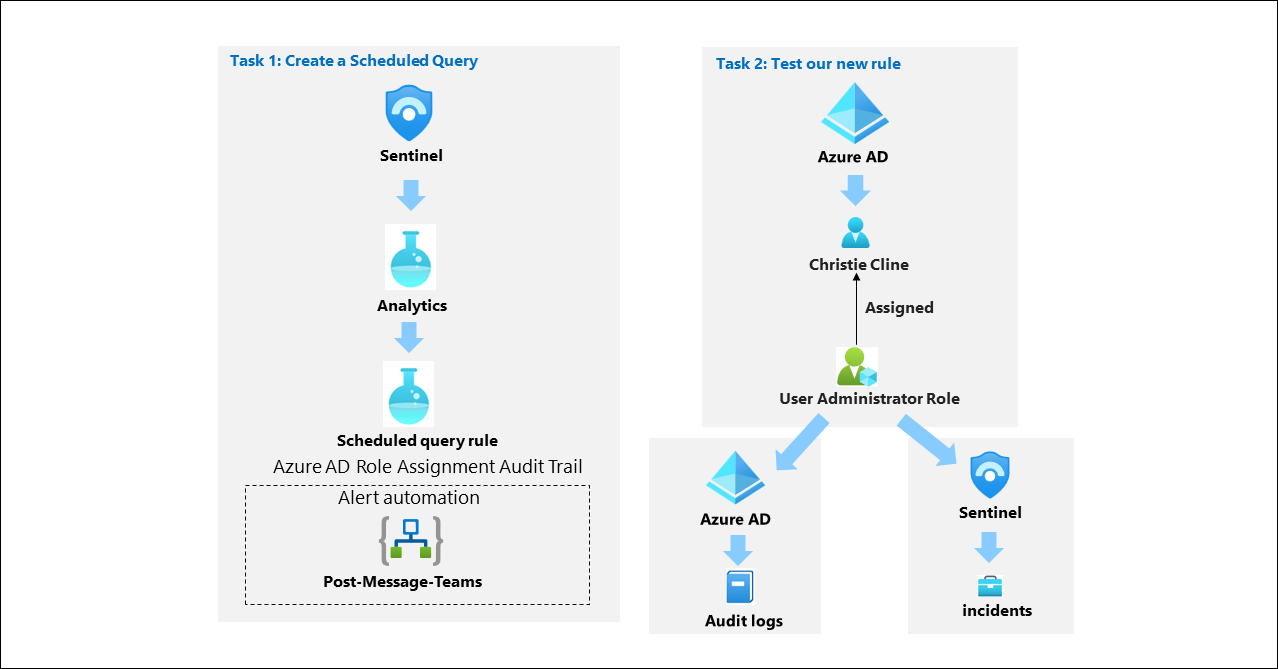 Task 1: Create a Scheduled Query
Sentinel
Analytics
Scheduled query rule
Azure AD Role Assignment Audit Trail
Alert automation
Post-Message-Teams
Task 2: Test our new rule
Azure AD
Christie Cline
Assigned
User Administrator Role
Azure AD
Audit logs
Sentinel
incidents